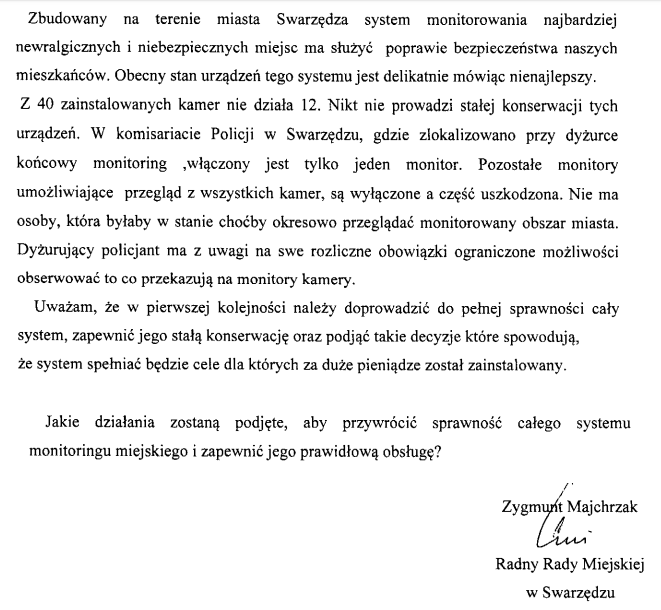 Zbudowany na terenie miasta Swarzędza system monitorowania najbardziej
newralgicznych i niebezpiecznych miejsc ma służyć poprawie bezpieczeństwa naszych
mieszkańców. Obecny stan urządzeń tego systemu jest delikatnie mówiąc nienajlepszy.
Z 40 zainstalowanych kamer nie działa 12. Nikt nie prowadzi stałej konserwacji tych
urządzeń. W komisariacie Policji w Swarzędzu, gdzie zlokalizowano przy dyżurce
końcowy monitoring ,włączony jest tylko jeden monitor. Pozostałe monitory
umożliwiające przegląd z wszystkich kamer, są wyłączone a część uszkodzona. Nie ma
osoby, która byłaby w stanie choćby okresowo przeglądać monitorowany obszar miasta.
Dyżurujący policjant ma z uwagi na swe rozliczne obowiązki ograniczone możliwości
obserwować to co przekazują na monitory kamery.
Uważam, że w pierwszej kolejności należy doprowadzić do pełnej sprawności cały
system, zapewnić jego stałą konserwację oraz podjąć takie decyzje które spowodują,
że system spełniać będzie cele dla których za duże pieniądze został zainstalowany.
Jakie działania zostaną podjęte, aby przywrócić sprawność całego systemu
monitoringu miejskiego i zapewnić jego prawidłową obsługę?
Zygmunt Majchrzak
Radny Rady Miejskiej
w Swarzędzu